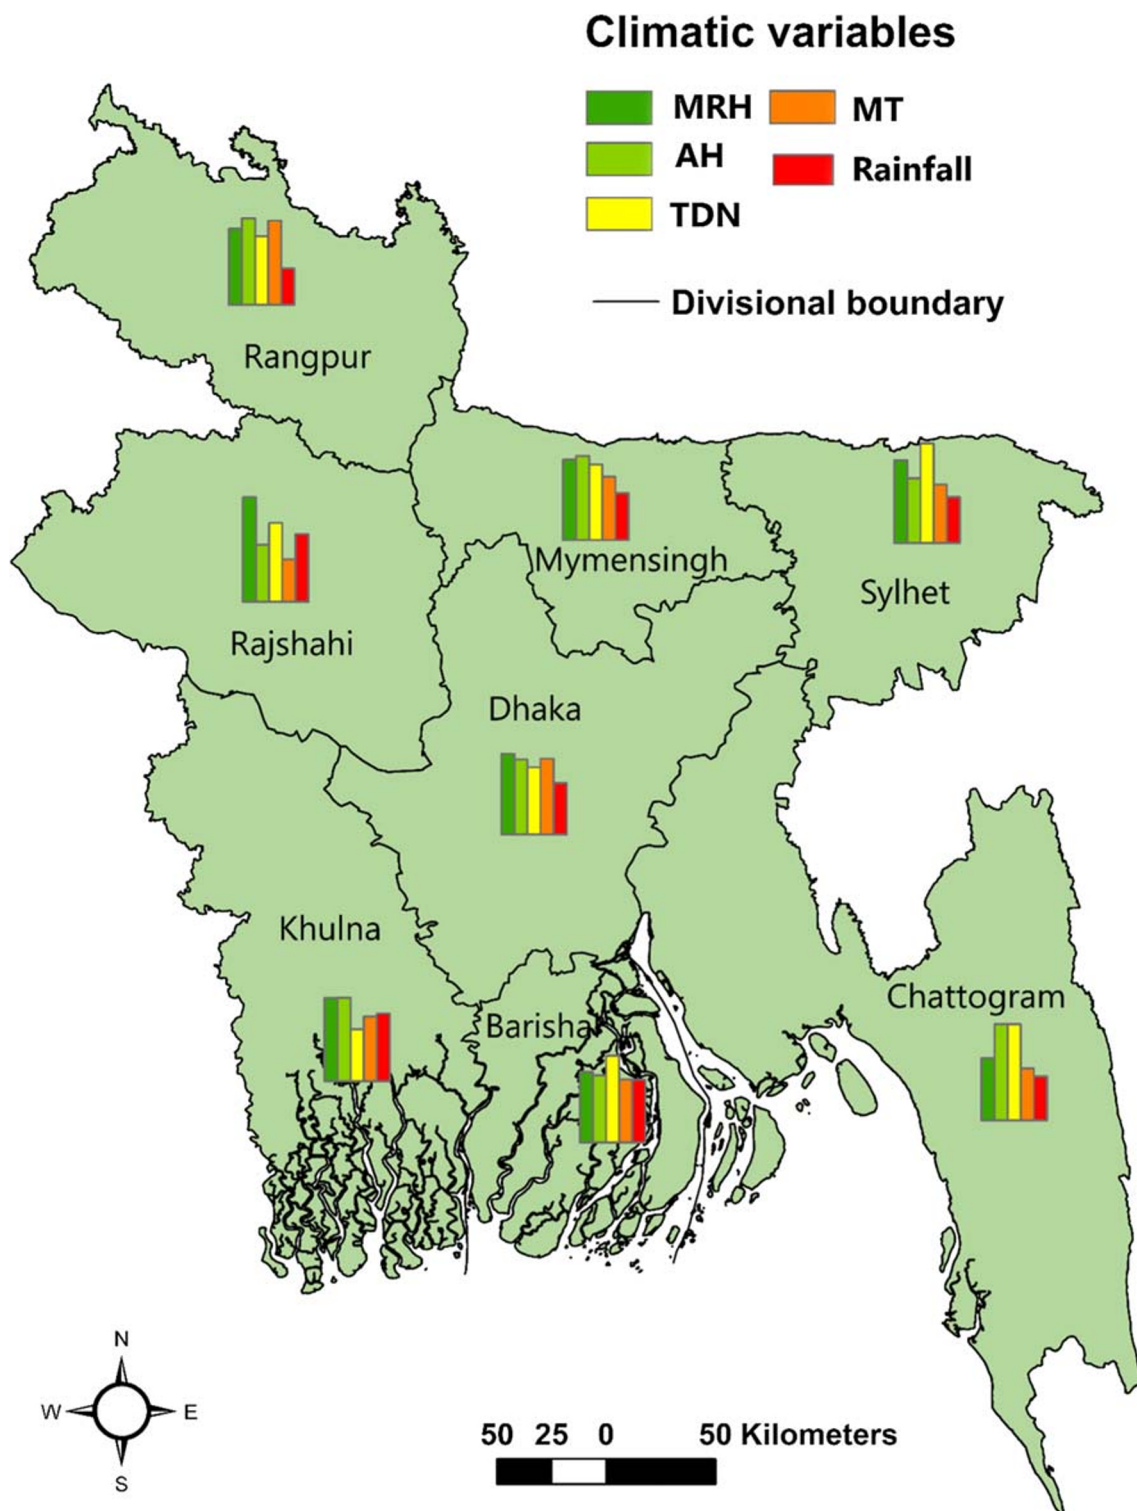 Climatic variables
MRH MT
AH Rainfall
TDN
Divisional boundary
Rangpur
Mymensingh
Sylhet
Rajshahi
Dhaka
Khulna
Chattogram
Barishal
N
W E
S
50 25 0 50 Kilometers